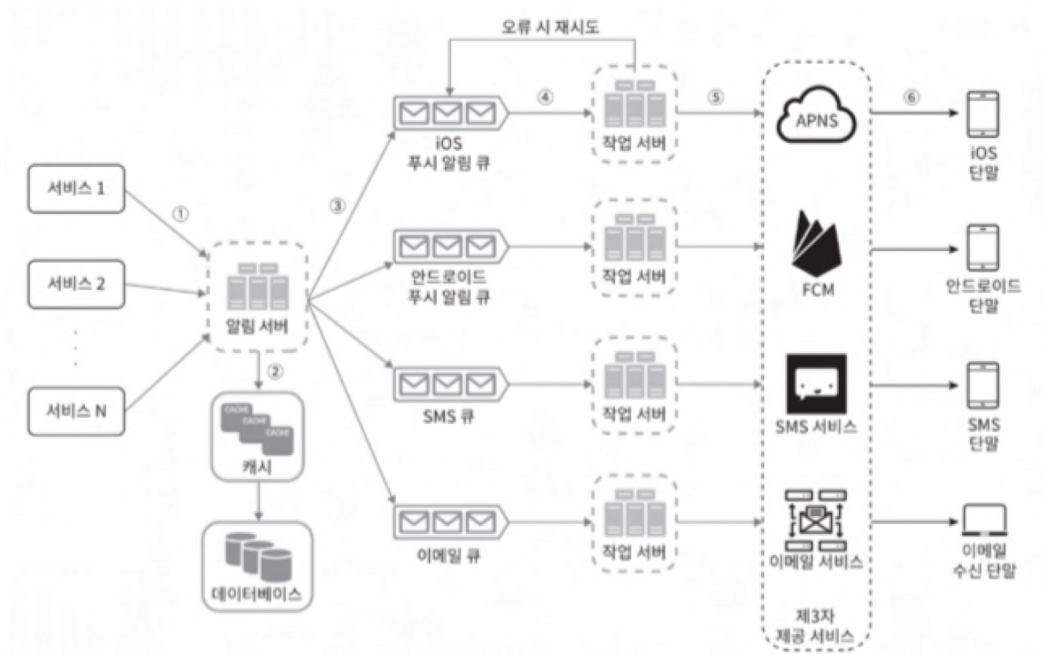 오류 시 재시도
④
⑤
⑥
APNS
iOS
푸시 알림 큐
작업 서버
iOS
단말
서비스 1
①
③
서비스 2
안드로이드
푸시 알림 큐
작업 서버
FCM
안드로이드
단말
알림 서버
.
.
.
②
서비스 N
CACHE
CACHE
CACHE
캐시
SMS 큐
작업 서버
SMS 서비스
SMS
단말
이메일 큐
작업 서버
이메일 서비스
이메일
수신 단말
데이터베이스
제3자
제공 서비스